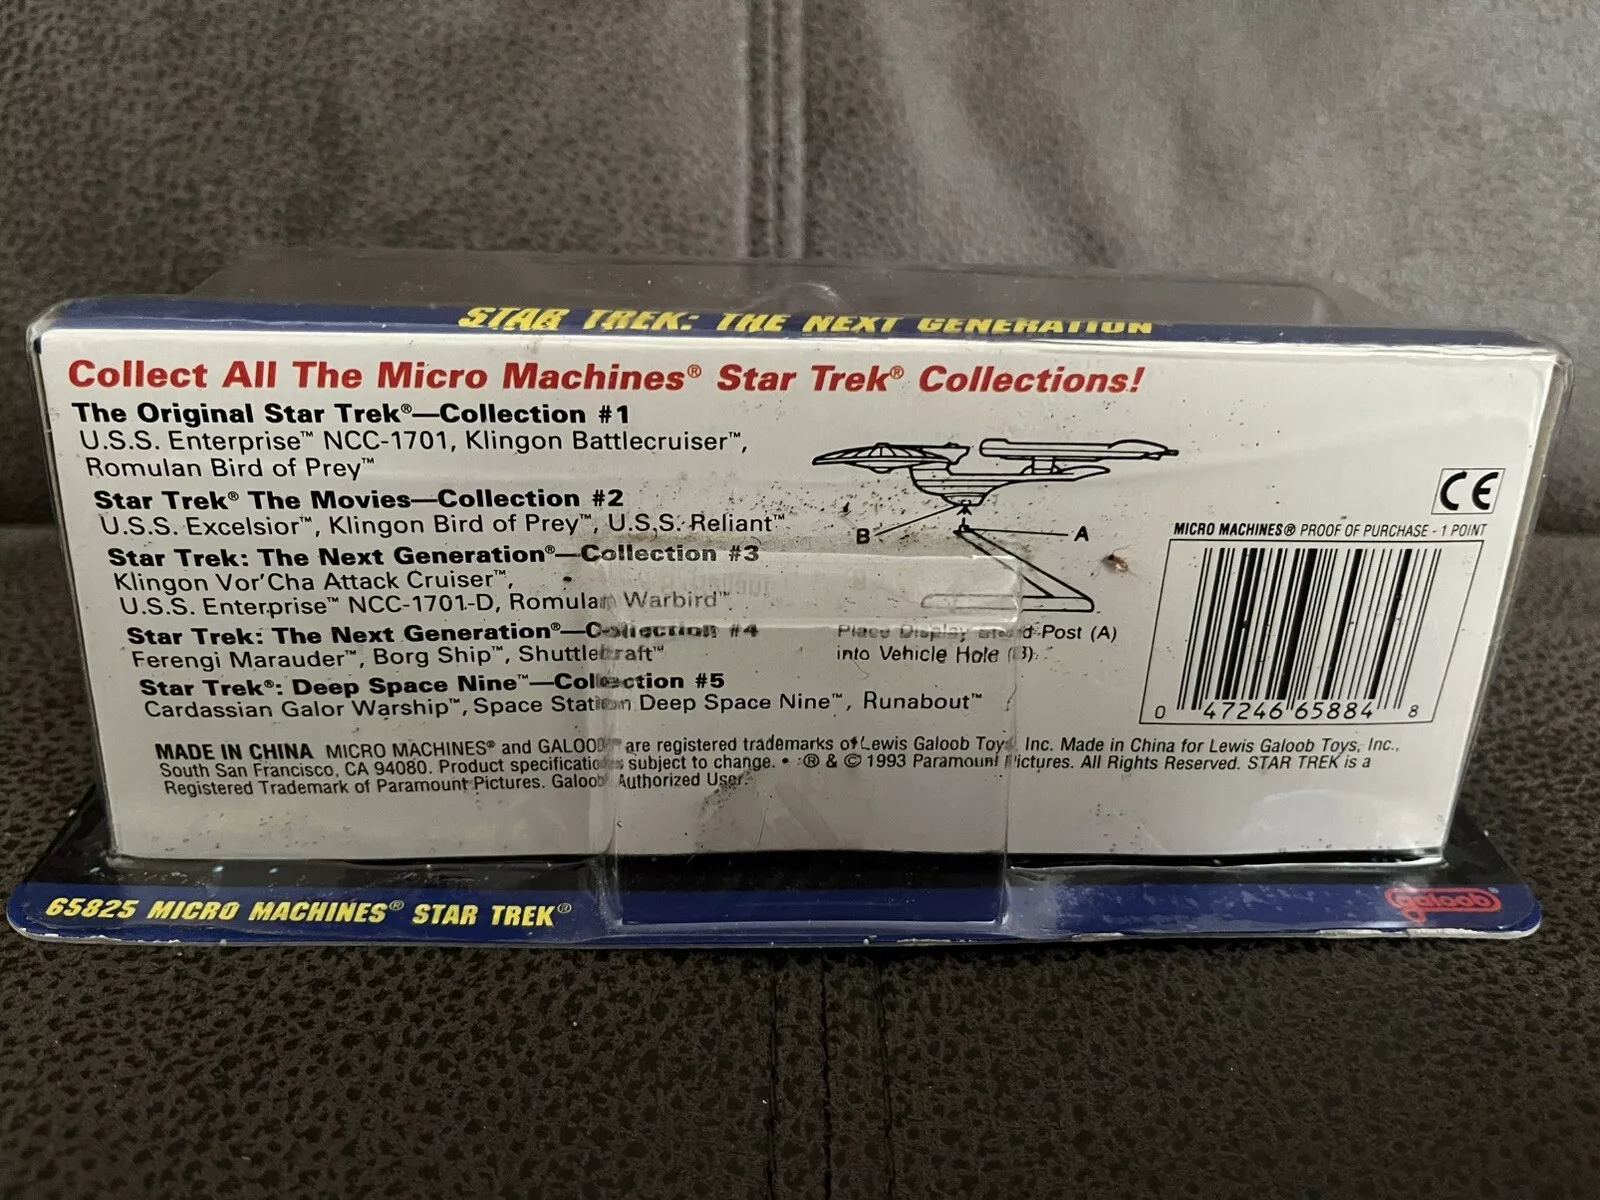 STAR TREK: THE NEXT GENERATION
Collect All The Micro Machines® Star Trek® Collections!
The Original Star Trek®—Collection #1
U.S.S. Enterprise™ NCC-1701, Klingon Battlecruiser™,
Romulan Bird of Prey™
Star Trek® The Movies—Collection #2
U.S.S. Excelsior™, Klingon Bird of Prey™, U.S.S. Reliant™
Star Trek: The Next Generation®—Collection #3
Klingon Vor'Cha Attack Cruiser™,
U.S.S. Enterprise™ NCC-1701-D, Romulan Warbird™
Star Trek: The Next Generation®—Collection #4
Ferengi Marauder™, Borg Ship™, Shuttlecraft™
Star Trek®: Deep Space Nine™—Collection #5
Cardassian Galor Warship™, Space Station Deep Space Nine™, Runabout™
B
A
Place Display Stand Post (A)
into Vehicle Hole (B).
CE
MICRO MACHINES® PROOF OF PURCHASE - 1 POINT
0 47246 65884 8
MADE IN CHINA MICRO MACHINES® and GALOOB® are registered trademarks of Lewis Galoob Toys, Inc. Made in China for Lewis Galoob Toys, Inc.,
South San Francisco, CA 94080. Product specifications subject to change. • ® & © 1993 Paramount Pictures. All Rights Reserved. STAR TREK is a
Registered Trademark of Paramount Pictures. Galoob Authorized User.
65825 MICRO MACHINES® STAR TREK®
galoob®